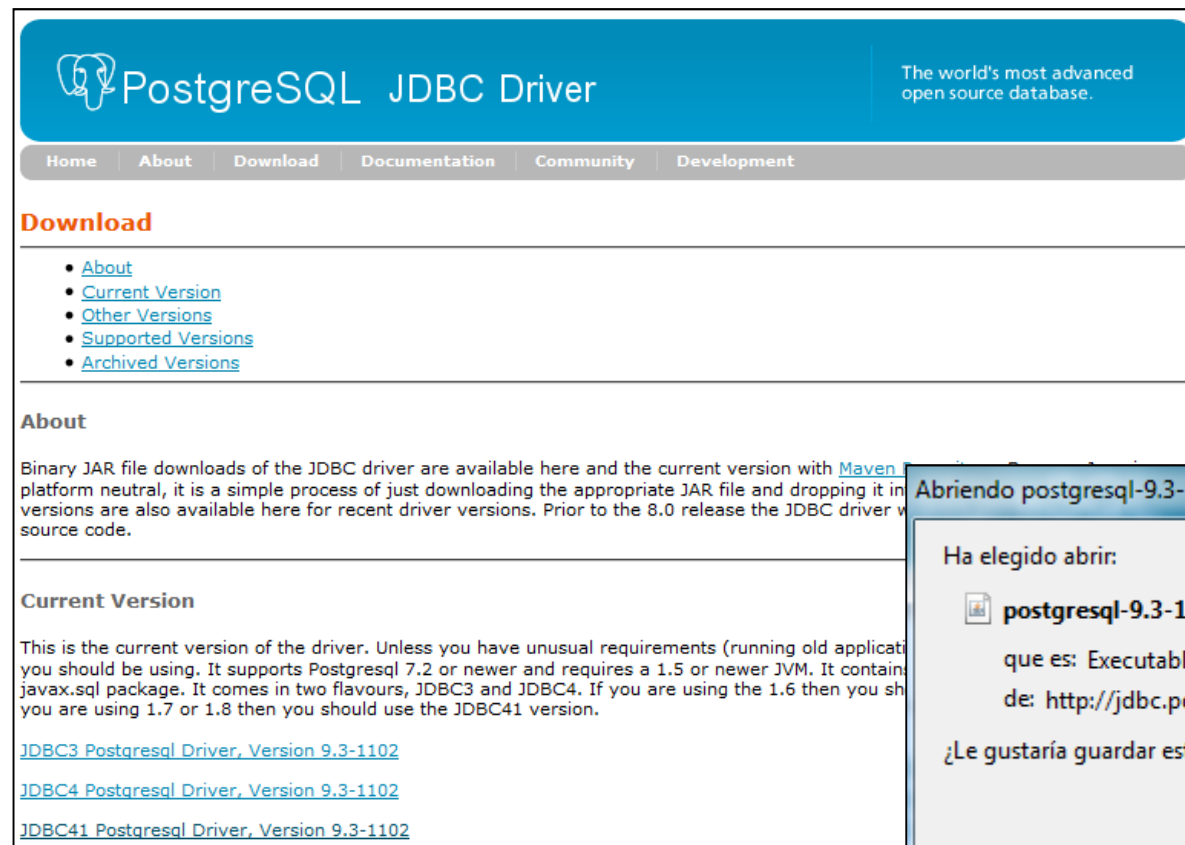 PostgreSQL JDBC Driver
The world's most advanced
open source database.
Home About Download Documentation Community Development
Download
• About
• Current Version
• Other Versions
• Supported Versions
• Archived Versions
About
Binary JAR file downloads of the JDBC driver are available here and the current version with Maven
platform neutral, it is a simple process of just downloading the appropriate JAR file and dropping it
versions are also available here for recent driver versions. Prior to the 8.0 release the JDBC driver
source code.
Current Version
This is the current version of the driver. Unless you have unusual requirements (running old
you should be using. It supports Postgresql 7.2 or newer and requires a 1.5 or newer JVM. It
javax.sql package. It comes in two flavours, JDBC3 and JDBC4. If you are using the 1.6 then you
you are using 1.7 or 1.8 then you should use the JDBC41 version.
JDBC3 Postgresql Driver, Version 9.3-1102
JDBC4 Postgresql Driver, Version 9.3-1102
JDBC41 Postgresql Driver, Version 9.3-1102
Abriendo postgresql-9.3-
Ha elegido abrir:
postgresql-9.3-1
que es: Executabl
de: http://jdbc.p
¿Le gustaría guardar es